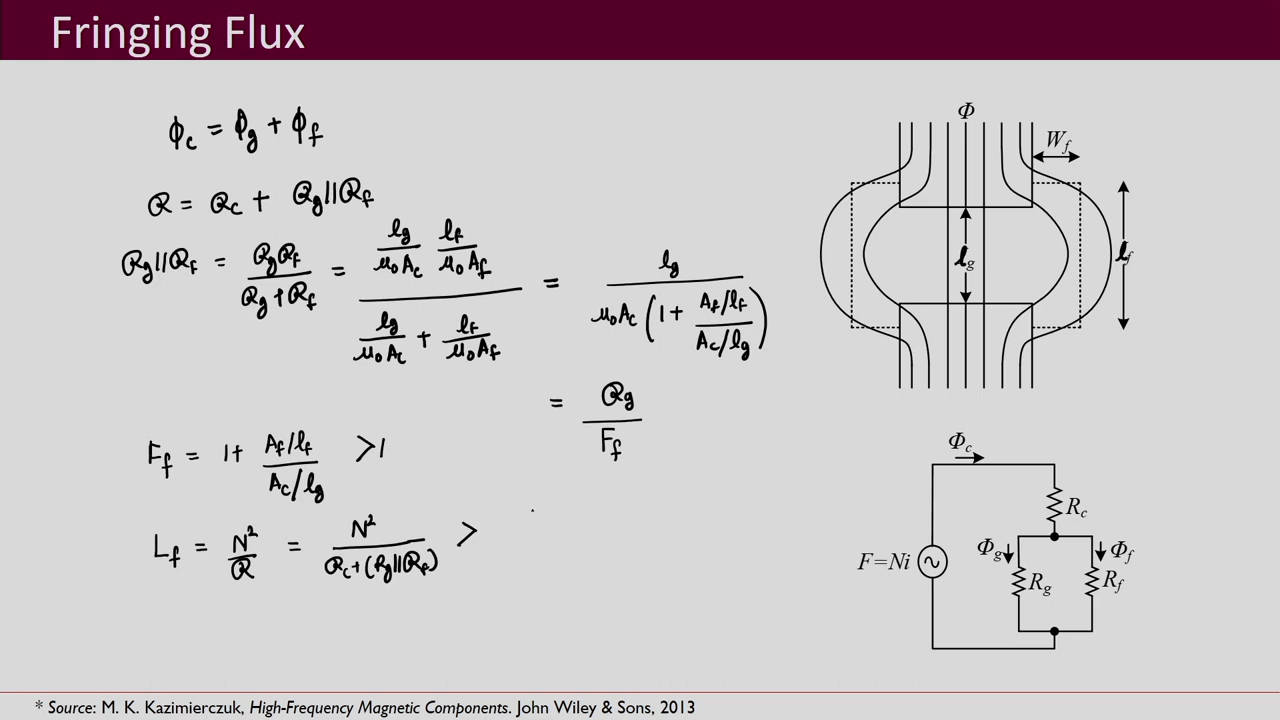 Fringing Flux
ϕc = ϕg + ϕf
ℛ = ℛc + ℛg||ℛf
ℛg||ℛf = ℛgℛf / (ℛg + ℛf) = (lg/μ₀Ac · lf/μ₀Af) / (lg/μ₀Ac + lf/μ₀Af) = lg / (μ₀Ac (1 + (Af/lf)/(Ac/lg)))
= ℛg / Ff
Ff = 1 + (Af/lf)/(Ac/lg) > 1
Lf = N²/ℛ = N² / (ℛc + (ℛg||ℛf)) >
Φ
Wf
lg
lf
Φc
Rc
Φg
Φf
F=Ni
Rg
Rf
* Source: M. K. Kazimierczuk, High-Frequency Magnetic Components. John Wiley & Sons, 2013